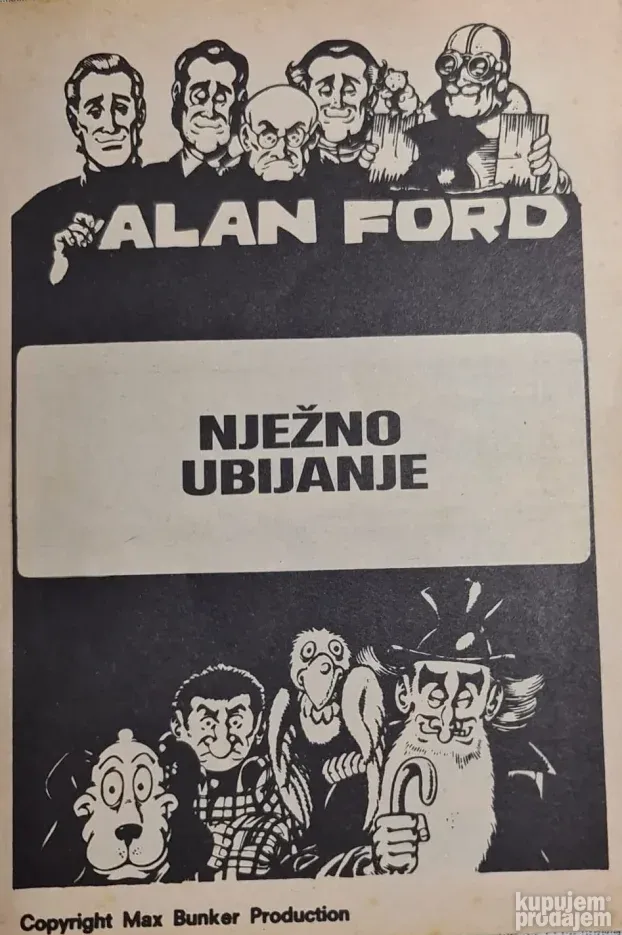 ALAN FORD
NJEŽNO
UBIJANJE
Copyright Max Bunker Production
kupujem
prodajem